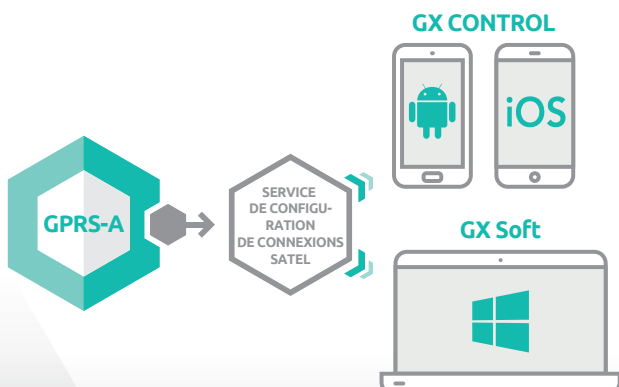 GX CONTROL
iOS
GPRS-A
SERVICE
DE CONFIGU-
RATION
DE CONNEXIONS
SATEL
GX Soft